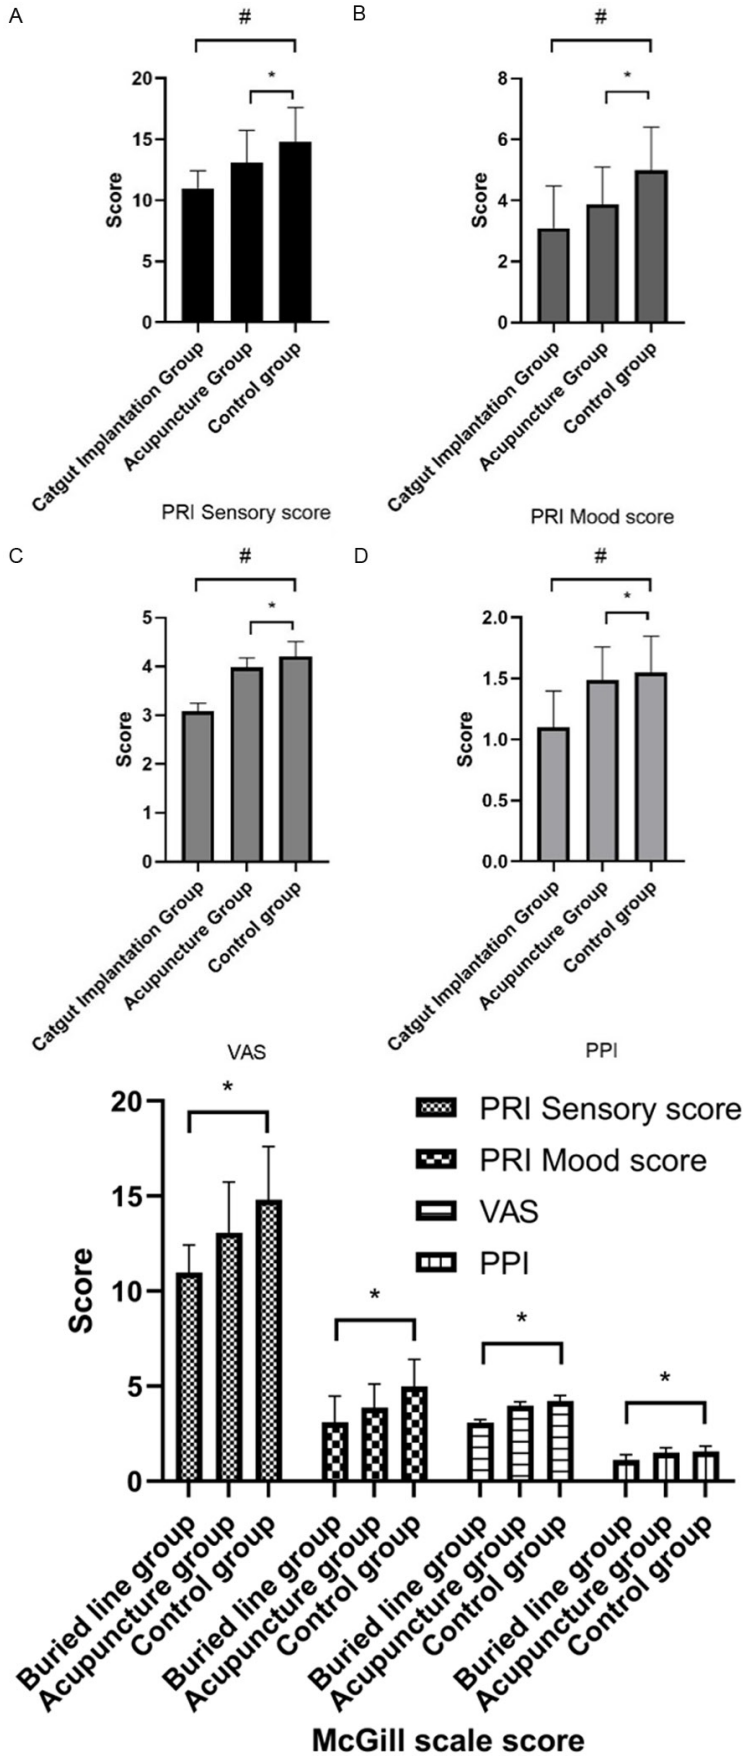 A
#
*
20
15
10
5
0
Score
Catgut Implantation Group
Acupuncture Group
Control group
PRI Sensory score
B
#
*
8
6
4
2
0
Score
Catgut Implantation Group
Acupuncture Group
Control group
PRI Mood score
C
#
*
5
4
3
2
1
0
Score
Catgut Implantation Group
Acupuncture Group
Control group
VAS
D
#
*
2.0
1.5
1.0
0.5
0.0
Score
Catgut Implantation Group
Acupuncture Group
Control group
PPI
20
15
10
5
0
Score
*
*
*
*
PRI Sensory score
PRI Mood score
VAS
PPI
Buried line group
Acupuncture group
Control group
Buried line group
Acupuncture group
Control group
Buried line group
Acupuncture group
Control group
Buried line group
Acupuncture group
Control group
McGill scale score